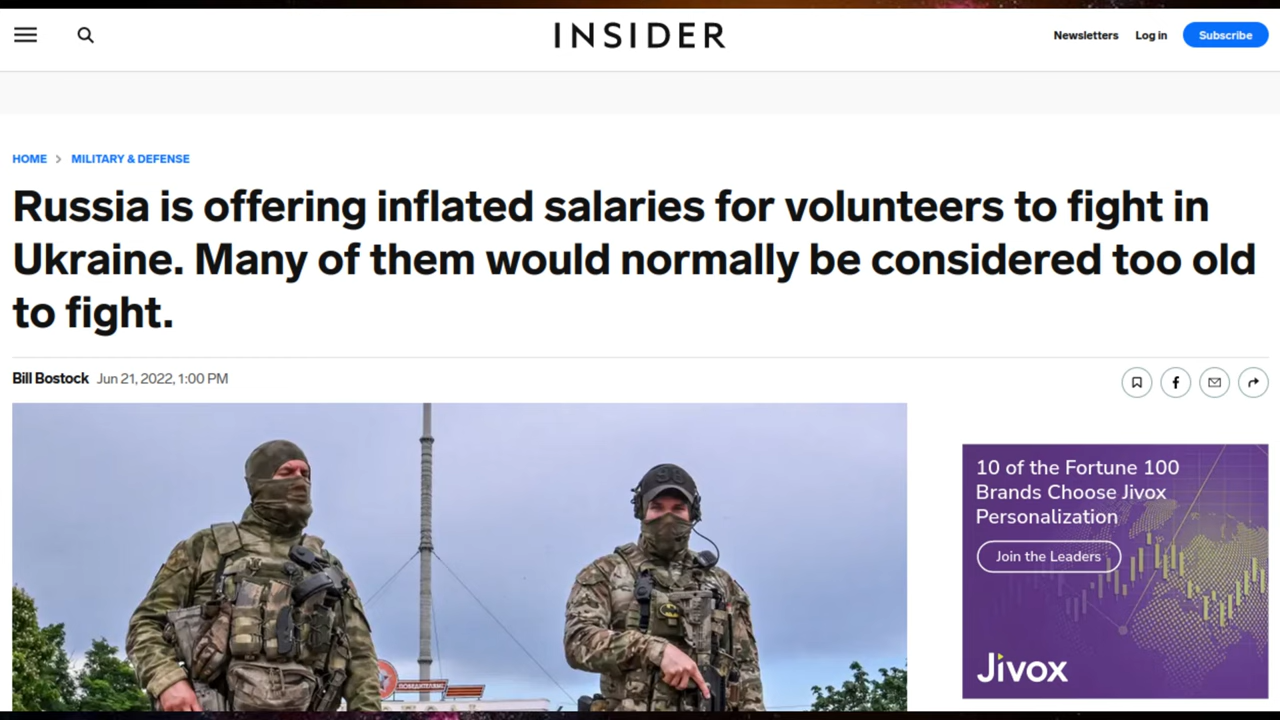 INSIDER
Newsletters
Log in
Subscribe
HOME > MILITARY & DEFENSE
Russia is offering inflated salaries for volunteers to fight in
Ukraine. Many of them would normally be considered too old
to fight.
Bill Bostock Jun 21, 2022, 1:00 PM
98
10 of the Fortune 100
Brands Choose Jivox
Personalization
Join the Leaders
Jivox